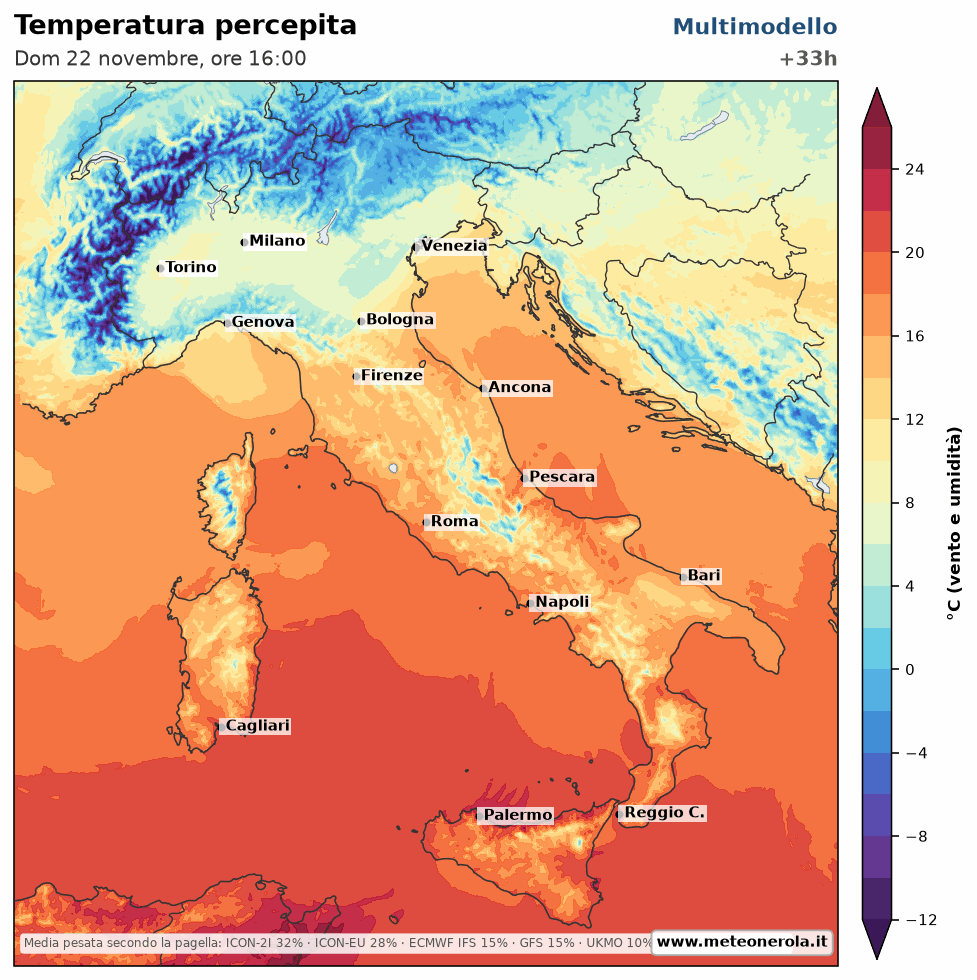 Temperatura percepita
Multimodello
Dom 22 novembre, ore 16:00
+33h
24
20
16
12
8
4
0
−4
−8
−12
°C (vento e umidità)
Milano
Venezia
Torino
Genova
Bologna
Firenze
Ancona
Pescara
Roma
Bari
Napoli
Cagliari
Palermo
Reggio C.
Media pesata secondo la pagella: ICON-2I 32% · ICON-EU 28% · ECMWF IFS 15% · GFS 15% · UKMO 10%
www.meteonerola.it